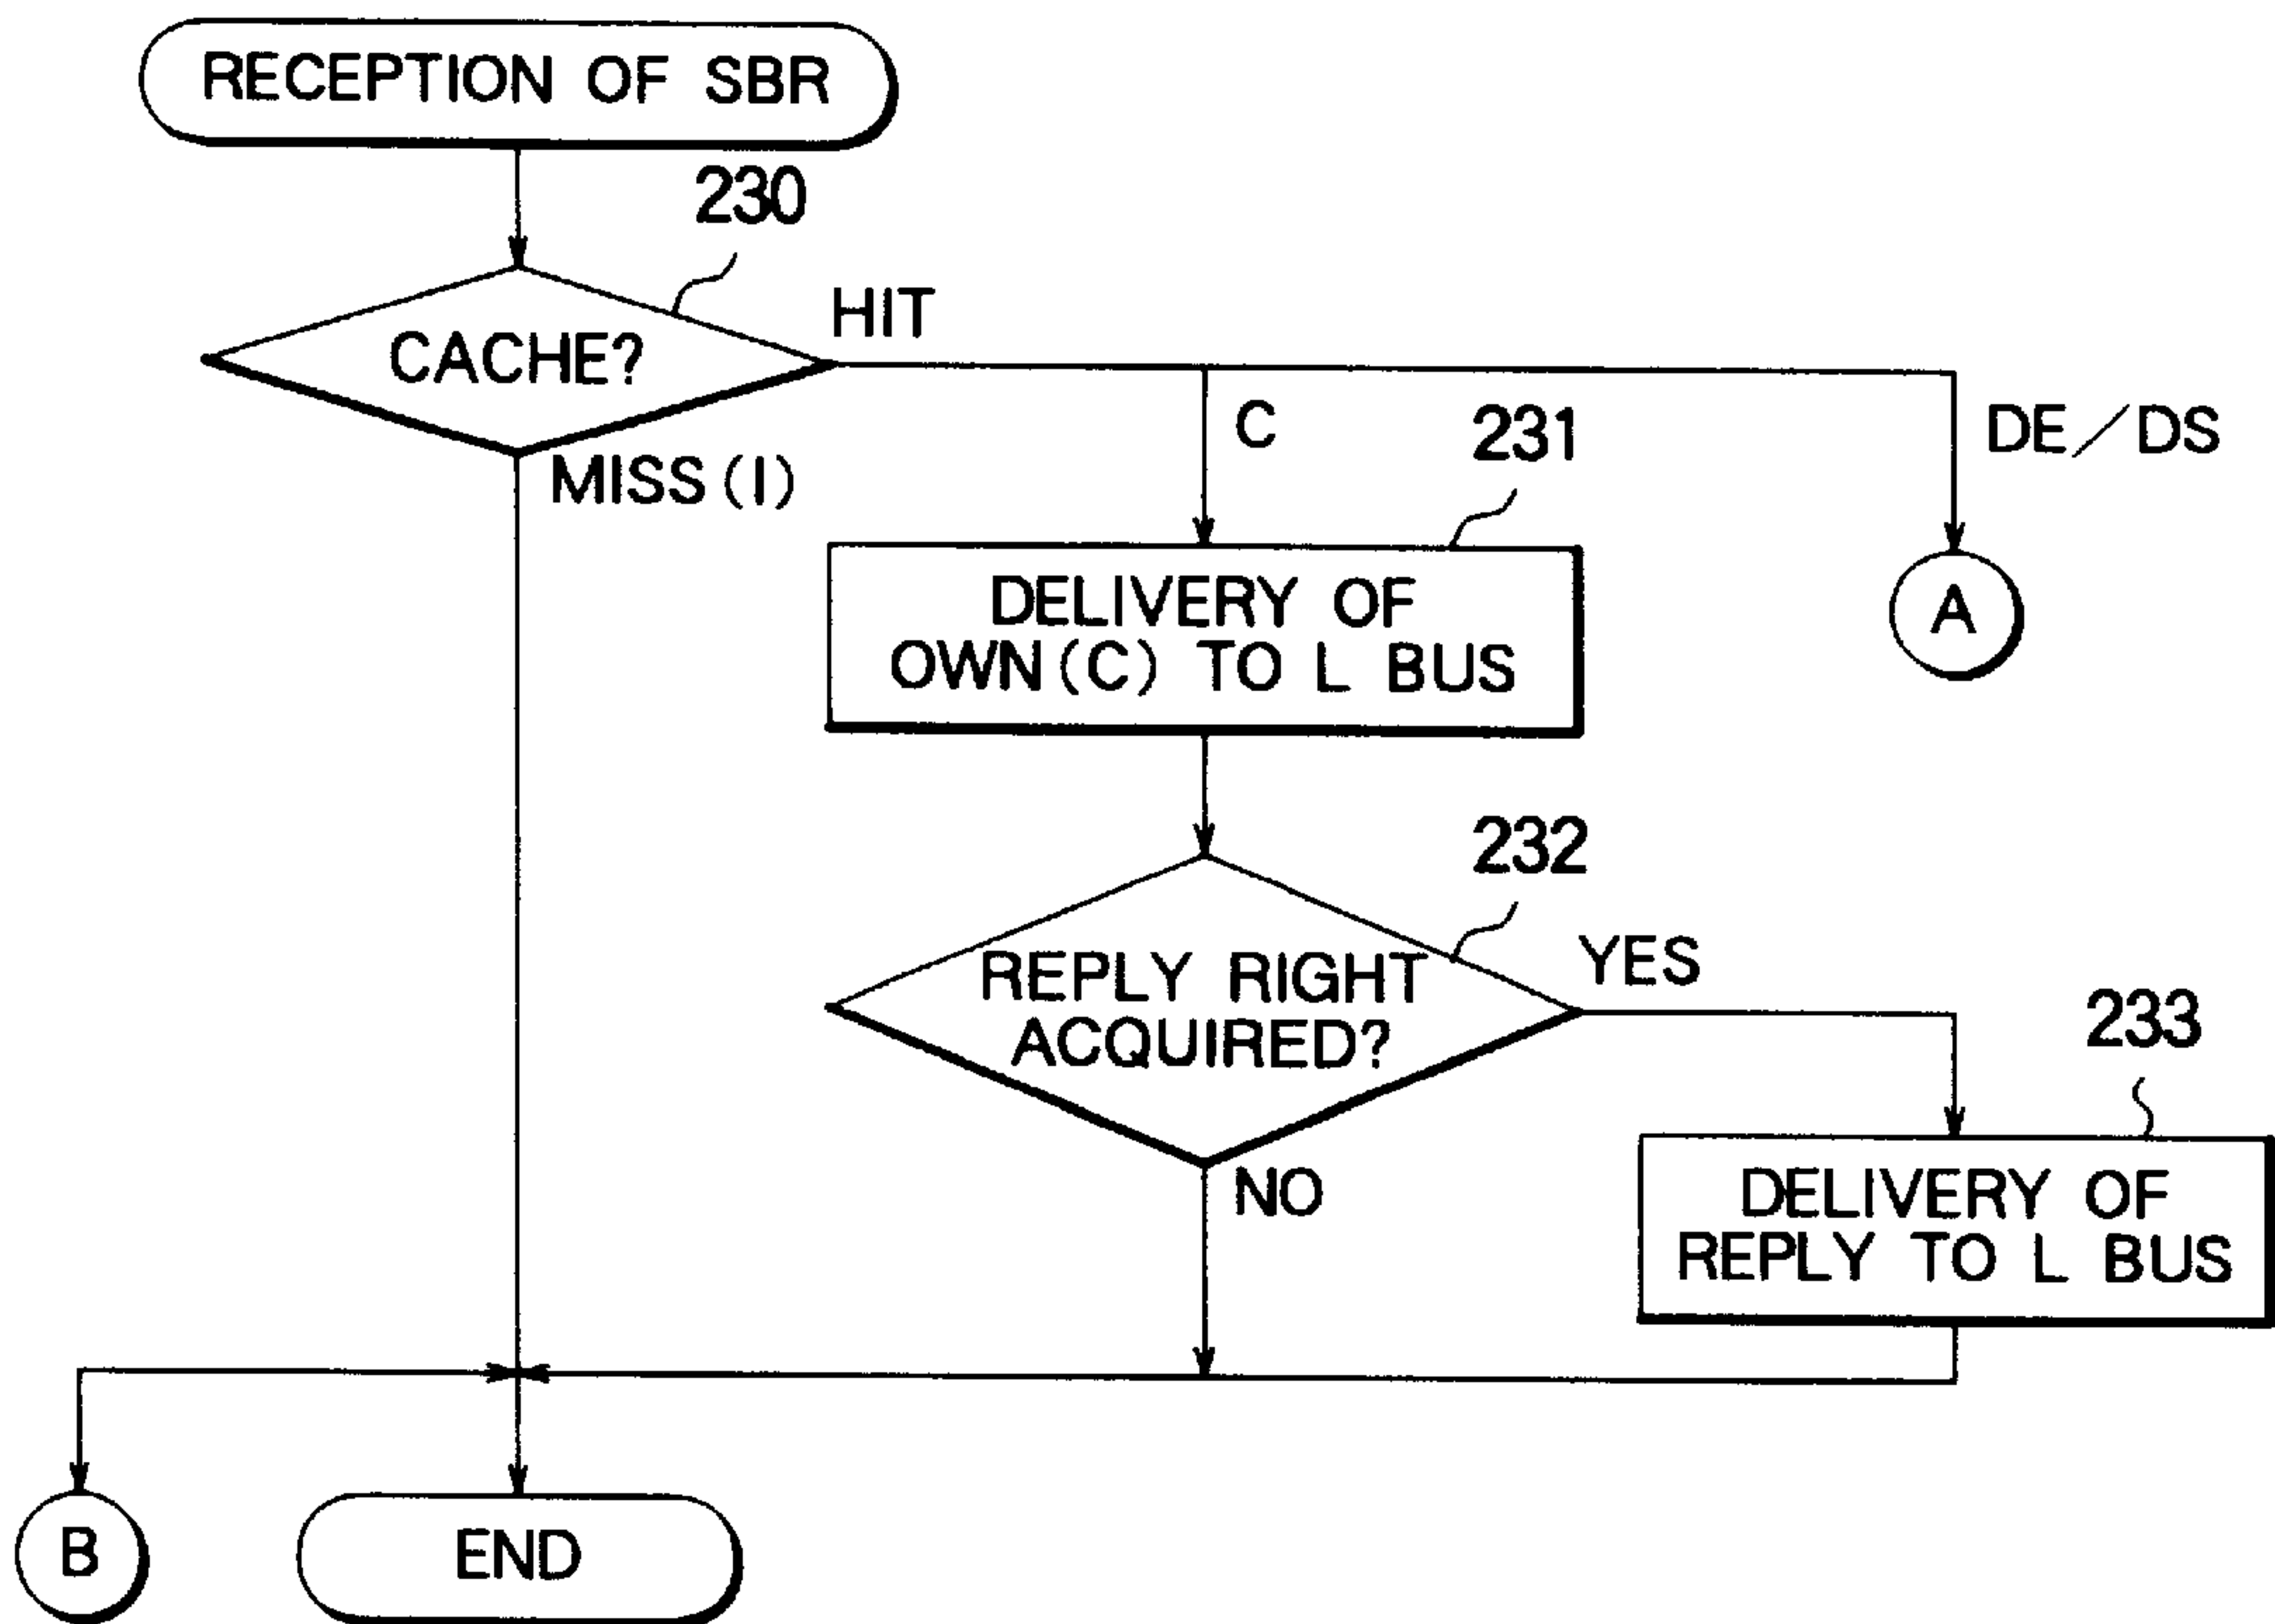 RECEPTION OF SBR
230
HIT
CACHE?
C
231
DE/DS
MISS(I)
DELIVERY OF
OWN(C) TO L BUS
A
232
YES
REPLY RIGHT
ACQUIRED?
233
NO
DELIVERY OF
REPLY TO L BUS
B
END